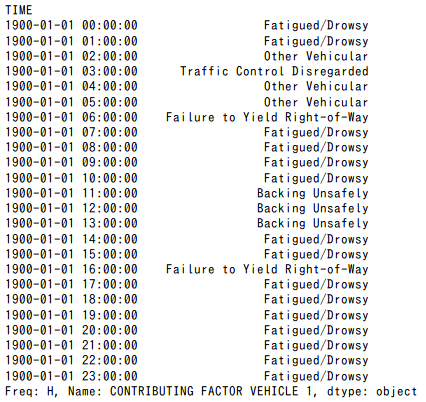 TIME
1900-01-01 00:00:00 Fatigued/Drowsy
1900-01-01 01:00:00 Fatigued/Drowsy
1900-01-01 02:00:00 Other Vehicular
1900-01-01 03:00:00 Traffic Control Disregarded
1900-01-01 04:00:00 Other Vehicular
1900-01-01 05:00:00 Other Vehicular
1900-01-01 06:00:00 Failure to Yield Right-of-Way
1900-01-01 07:00:00 Fatigued/Drowsy
1900-01-01 08:00:00 Fatigued/Drowsy
1900-01-01 09:00:00 Fatigued/Drowsy
1900-01-01 10:00:00 Fatigued/Drowsy
1900-01-01 11:00:00 Backing Unsafely
1900-01-01 12:00:00 Backing Unsafely
1900-01-01 13:00:00 Backing Unsafely
1900-01-01 14:00:00 Fatigued/Drowsy
1900-01-01 15:00:00 Fatigued/Drowsy
1900-01-01 16:00:00 Failure to Yield Right-of-Way
1900-01-01 17:00:00 Fatigued/Drowsy
1900-01-01 18:00:00 Fatigued/Drowsy
1900-01-01 19:00:00 Fatigued/Drowsy
1900-01-01 20:00:00 Fatigued/Drowsy
1900-01-01 21:00:00 Fatigued/Drowsy
1900-01-01 22:00:00 Fatigued/Drowsy
1900-01-01 23:00:00 Fatigued/Drowsy
Freq: H, Name: CONTRIBUTING FACTOR VEHICLE 1, dtype: object